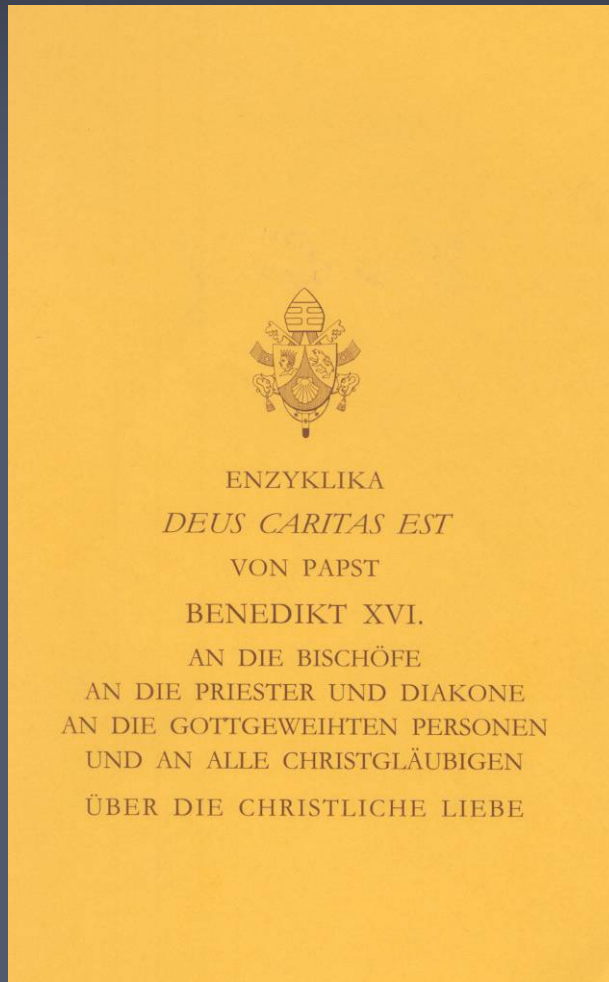 ENZYKLIKA
DEUS CARITAS EST
VON PAPST
BENEDIKT XVI.
AN DIE BISCHÖFE
AN DIE PRIESTER UND DIAKONE
AN DIE GOTTGEWEIHTEN PERSONEN
UND AN ALLE CHRISTGLÄUBIGEN
ÜBER DIE CHRISTLICHE LIEBE